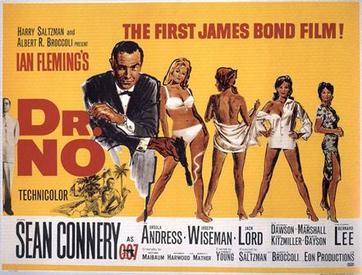 HARRY SALTZMAN and
ALBERT R. BROCCOLI PRESENT
THE FIRST JAMES BOND FILM!
IAN FLEMING'S
DR. NO
TECHNICOLOR
SEAN CONNERY AS 007
URSULA ANDRESS
JOSEPH WISEMAN
JACK LORD
DAWSON MARSHALL
KITZMILLER GAYSON
BERNARD LEE
MAIBAUM HARWOOD MATHER YOUNG SALTZMAN BROCCOLI EON PRODUCTIONS